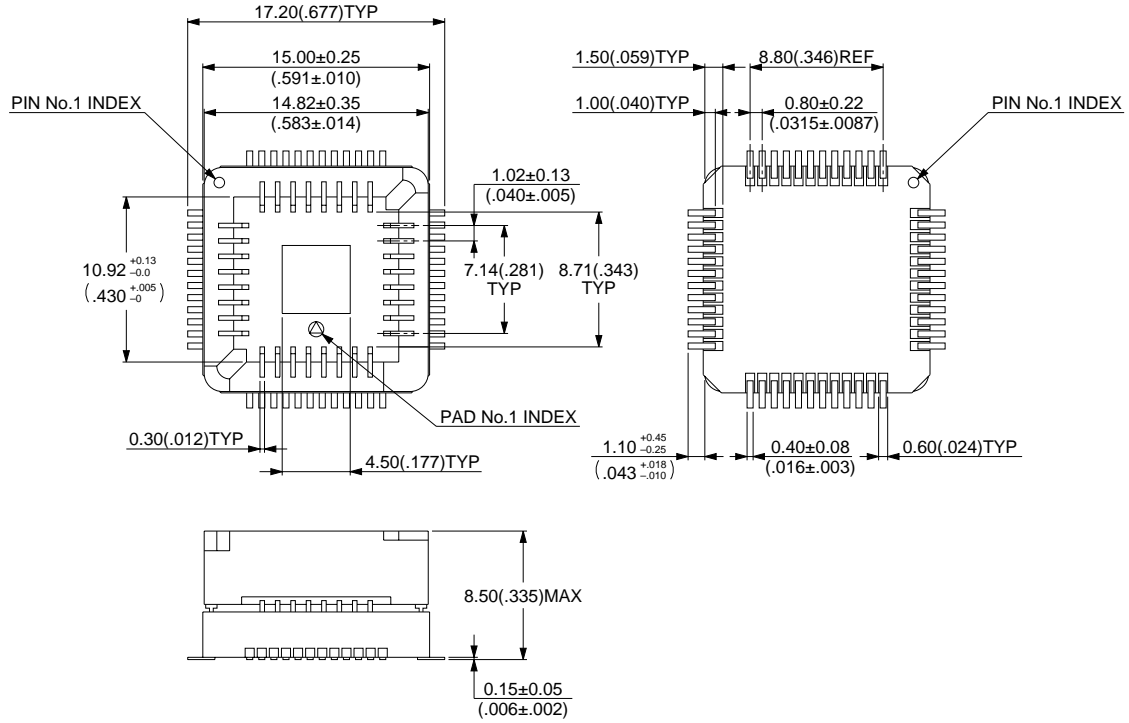 17.20(.677)TYP
15.00±0.25
(.591±.010)
14.82±0.35
(.583±.014)
PIN No.1 INDEX
1.02±0.13
(.040±.005)
10.92 +0.13 –0.0
(.430 +.005 –0)
7.14(.281)
TYP
8.71(.343)
TYP
PAD No.1 INDEX
0.30(.012)TYP
4.50(.177)TYP
1.50(.059)TYP
8.80(.346)REF
1.00(.040)TYP
0.80±0.22
(.0315±.0087)
PIN No.1 INDEX
1.10 +0.45 –0.25
(.043 +.018 –.010)
0.40±0.08
(.016±.003)
0.60(.024)TYP
8.50(.335)MAX
0.15±0.05
(.006±.002)